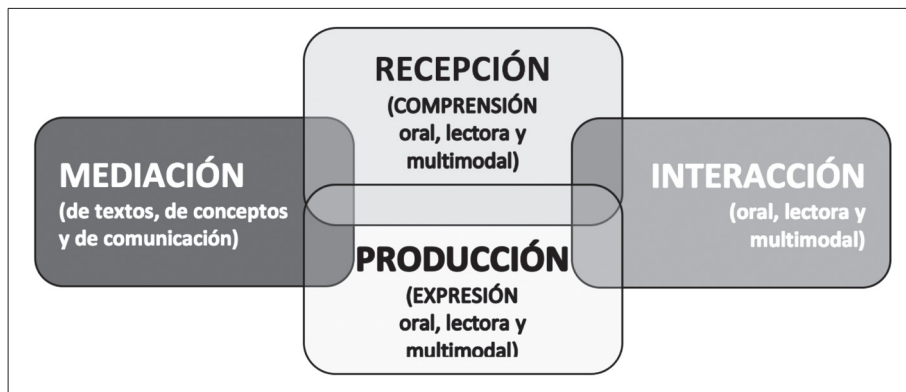 RECEPCIÓN
(COMPRENSIÓN
oral, lectora y
multimodal)
MEDIACIÓN
(de textos, de conceptos
y de comunicación)
INTERACCIÓN
(oral, lectora y
multimodal)
PRODUCCIÓN
(EXPRESIÓN
oral, lectora y
multimodal)